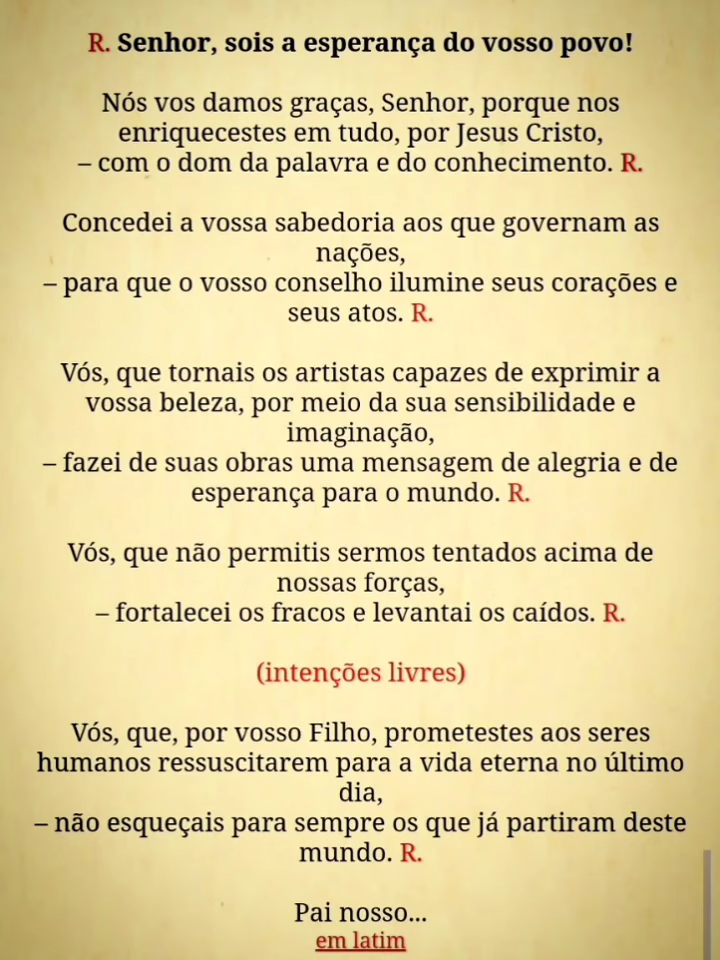 R. Senhor, sois a esperança do vosso povo!
Nós vos damos graças, Senhor, porque nos
enriquecestes em tudo, por Jesus Cristo,
– com o dom da palavra e do conhecimento. R.
Concedei a vossa sabedoria aos que governam as
nações,
– para que o vosso conselho ilumine seus corações e
seus atos. R.
Vós, que tornais os artistas capazes de exprimir a
vossa beleza, por meio da sua sensibilidade e
imaginação,
– fazei de suas obras uma mensagem de alegria e de
esperança para o mundo. R.
Vós, que não permitis sermos tentados acima de
nossas forças,
– fortalecei os fracos e levantai os caídos. R.
(intenções livres)
Vós, que, por vosso Filho, prometestes aos seres
humanos ressuscitarem para a vida eterna no último
dia,
– não esqueçais para sempre os que já partiram deste
mundo. R.
Pai nosso...
em latim